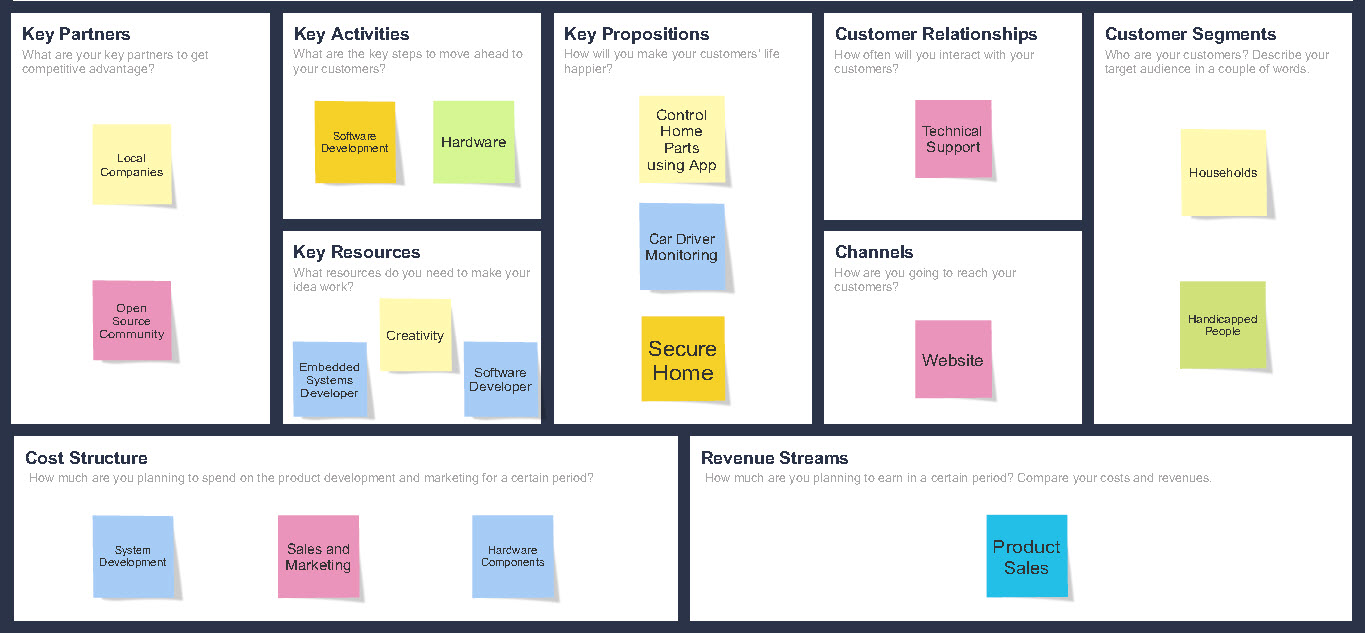 Key Partners
What are your key partners to get
competitive advantage?
Local
Companies
Open
Source
Community
Key Activities
What are the key steps to move ahead to
your customers?
Software
Development
Hardware
Key Resources
What resources do you need to make your
idea work?
Creativity
Embedded
Systems
Developer
Software
Developer
Key Propositions
How will you make your customers' life
happier?
Control
Home
Parts
using App
Car Driver
Monitoring
Secure
Home
Customer Relationships
How often will you interact with your
customers?
Technical
Support
Channels
How are you going to reach your
customers?
Website
Customer Segments
Who are your customers? Describe your
target audience in a couple of words.
Households
Handicapped
People
Cost Structure
How much are you planning to spend on the product development and marketing for a certain period?
System
Development
Sales and
Marketing
Hardware
Components
Revenue Streams
How much are you planning to earn in a certain period? Compare your costs and revenues.
Product
Sales